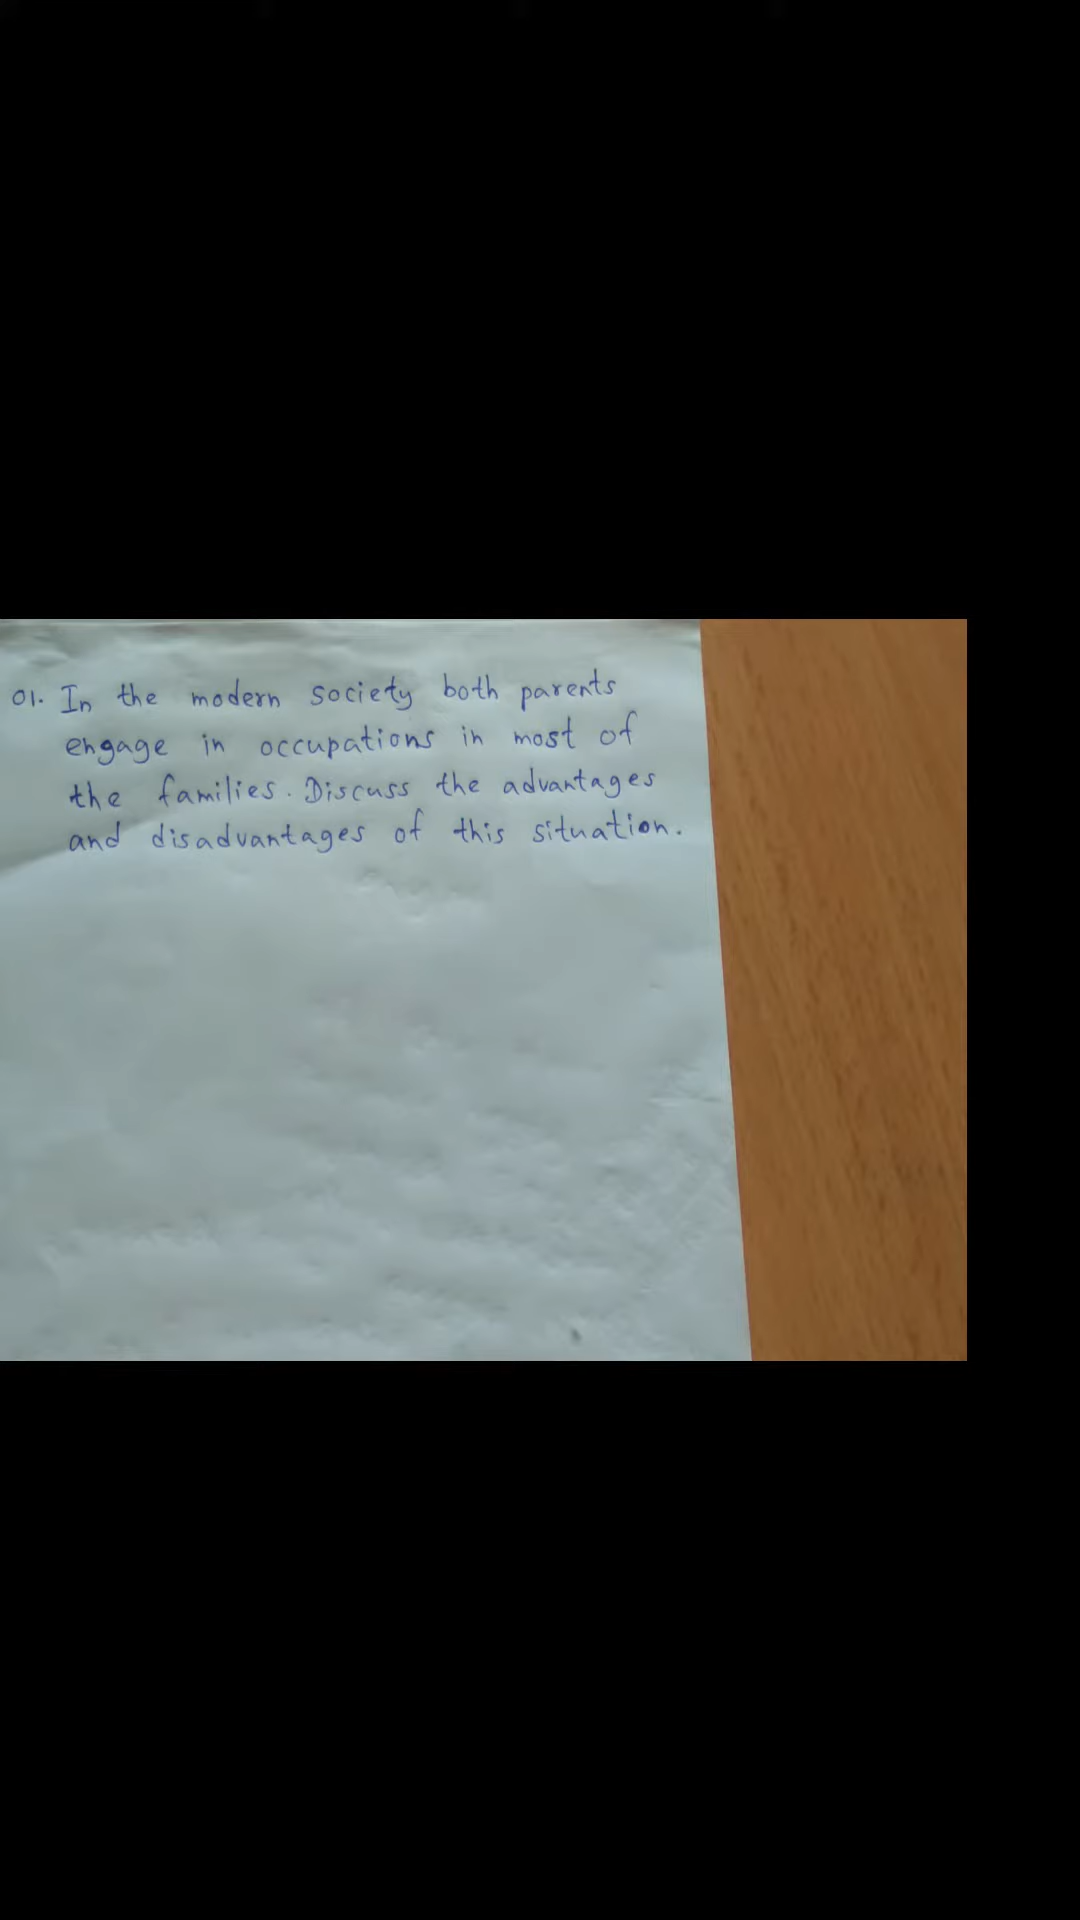 01. In the modern society both parents
engage in occupations in most of
the families. Discuss the advantages
and disadvantages of this situation.